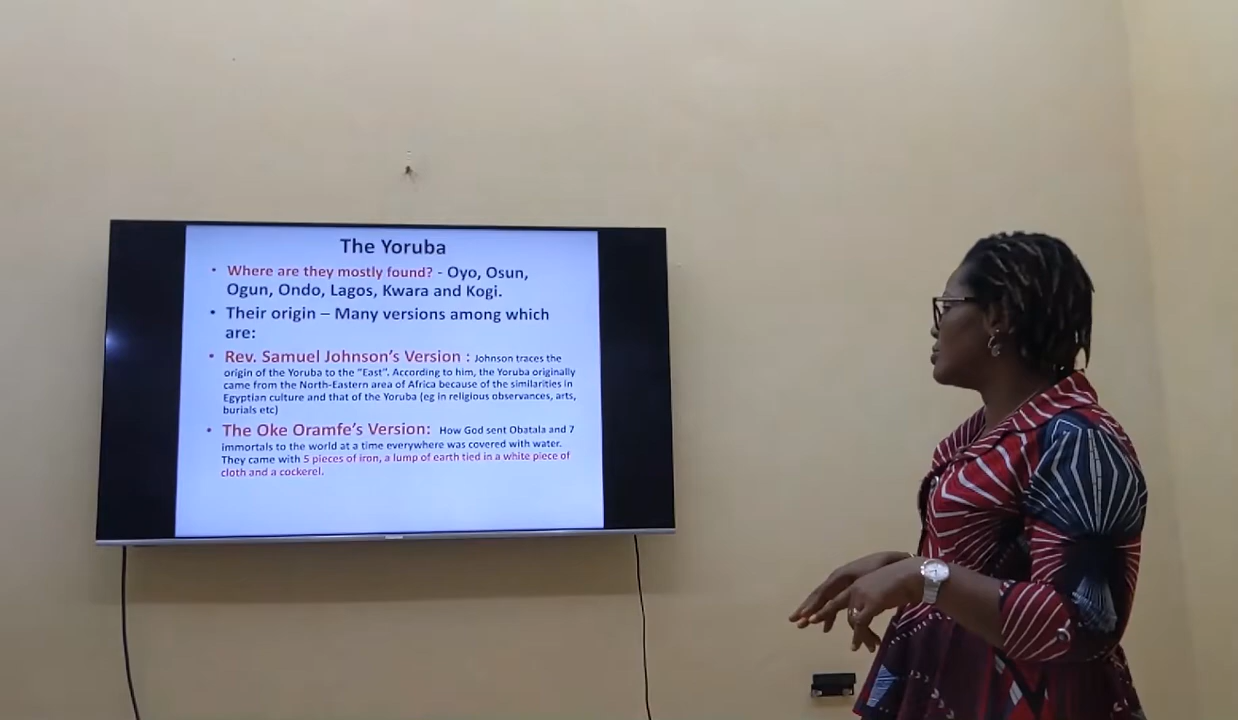 The Yoruba
• Where are they mostly found? - Oyo, Osun,
Ogun, Ondo, Lagos, Kwara and Kogi.
• Their origin – Many versions among which
are:
• Rev. Samuel Johnson's Version : Johnson traces the
origin of the Yoruba to the "East". According to him, the Yoruba originally
came from the North-Eastern area of Africa because of the similarities in
Egyptian culture and that of the Yoruba (eg in religious observances, arts,
burials etc)
• The Oke Oramfe's Version: How God sent Obatala and 7
immortals to the world at a time everywhere was covered with water.
They came with 5 pieces of iron, a lump of earth tied in a white piece of
cloth and a cockerel.